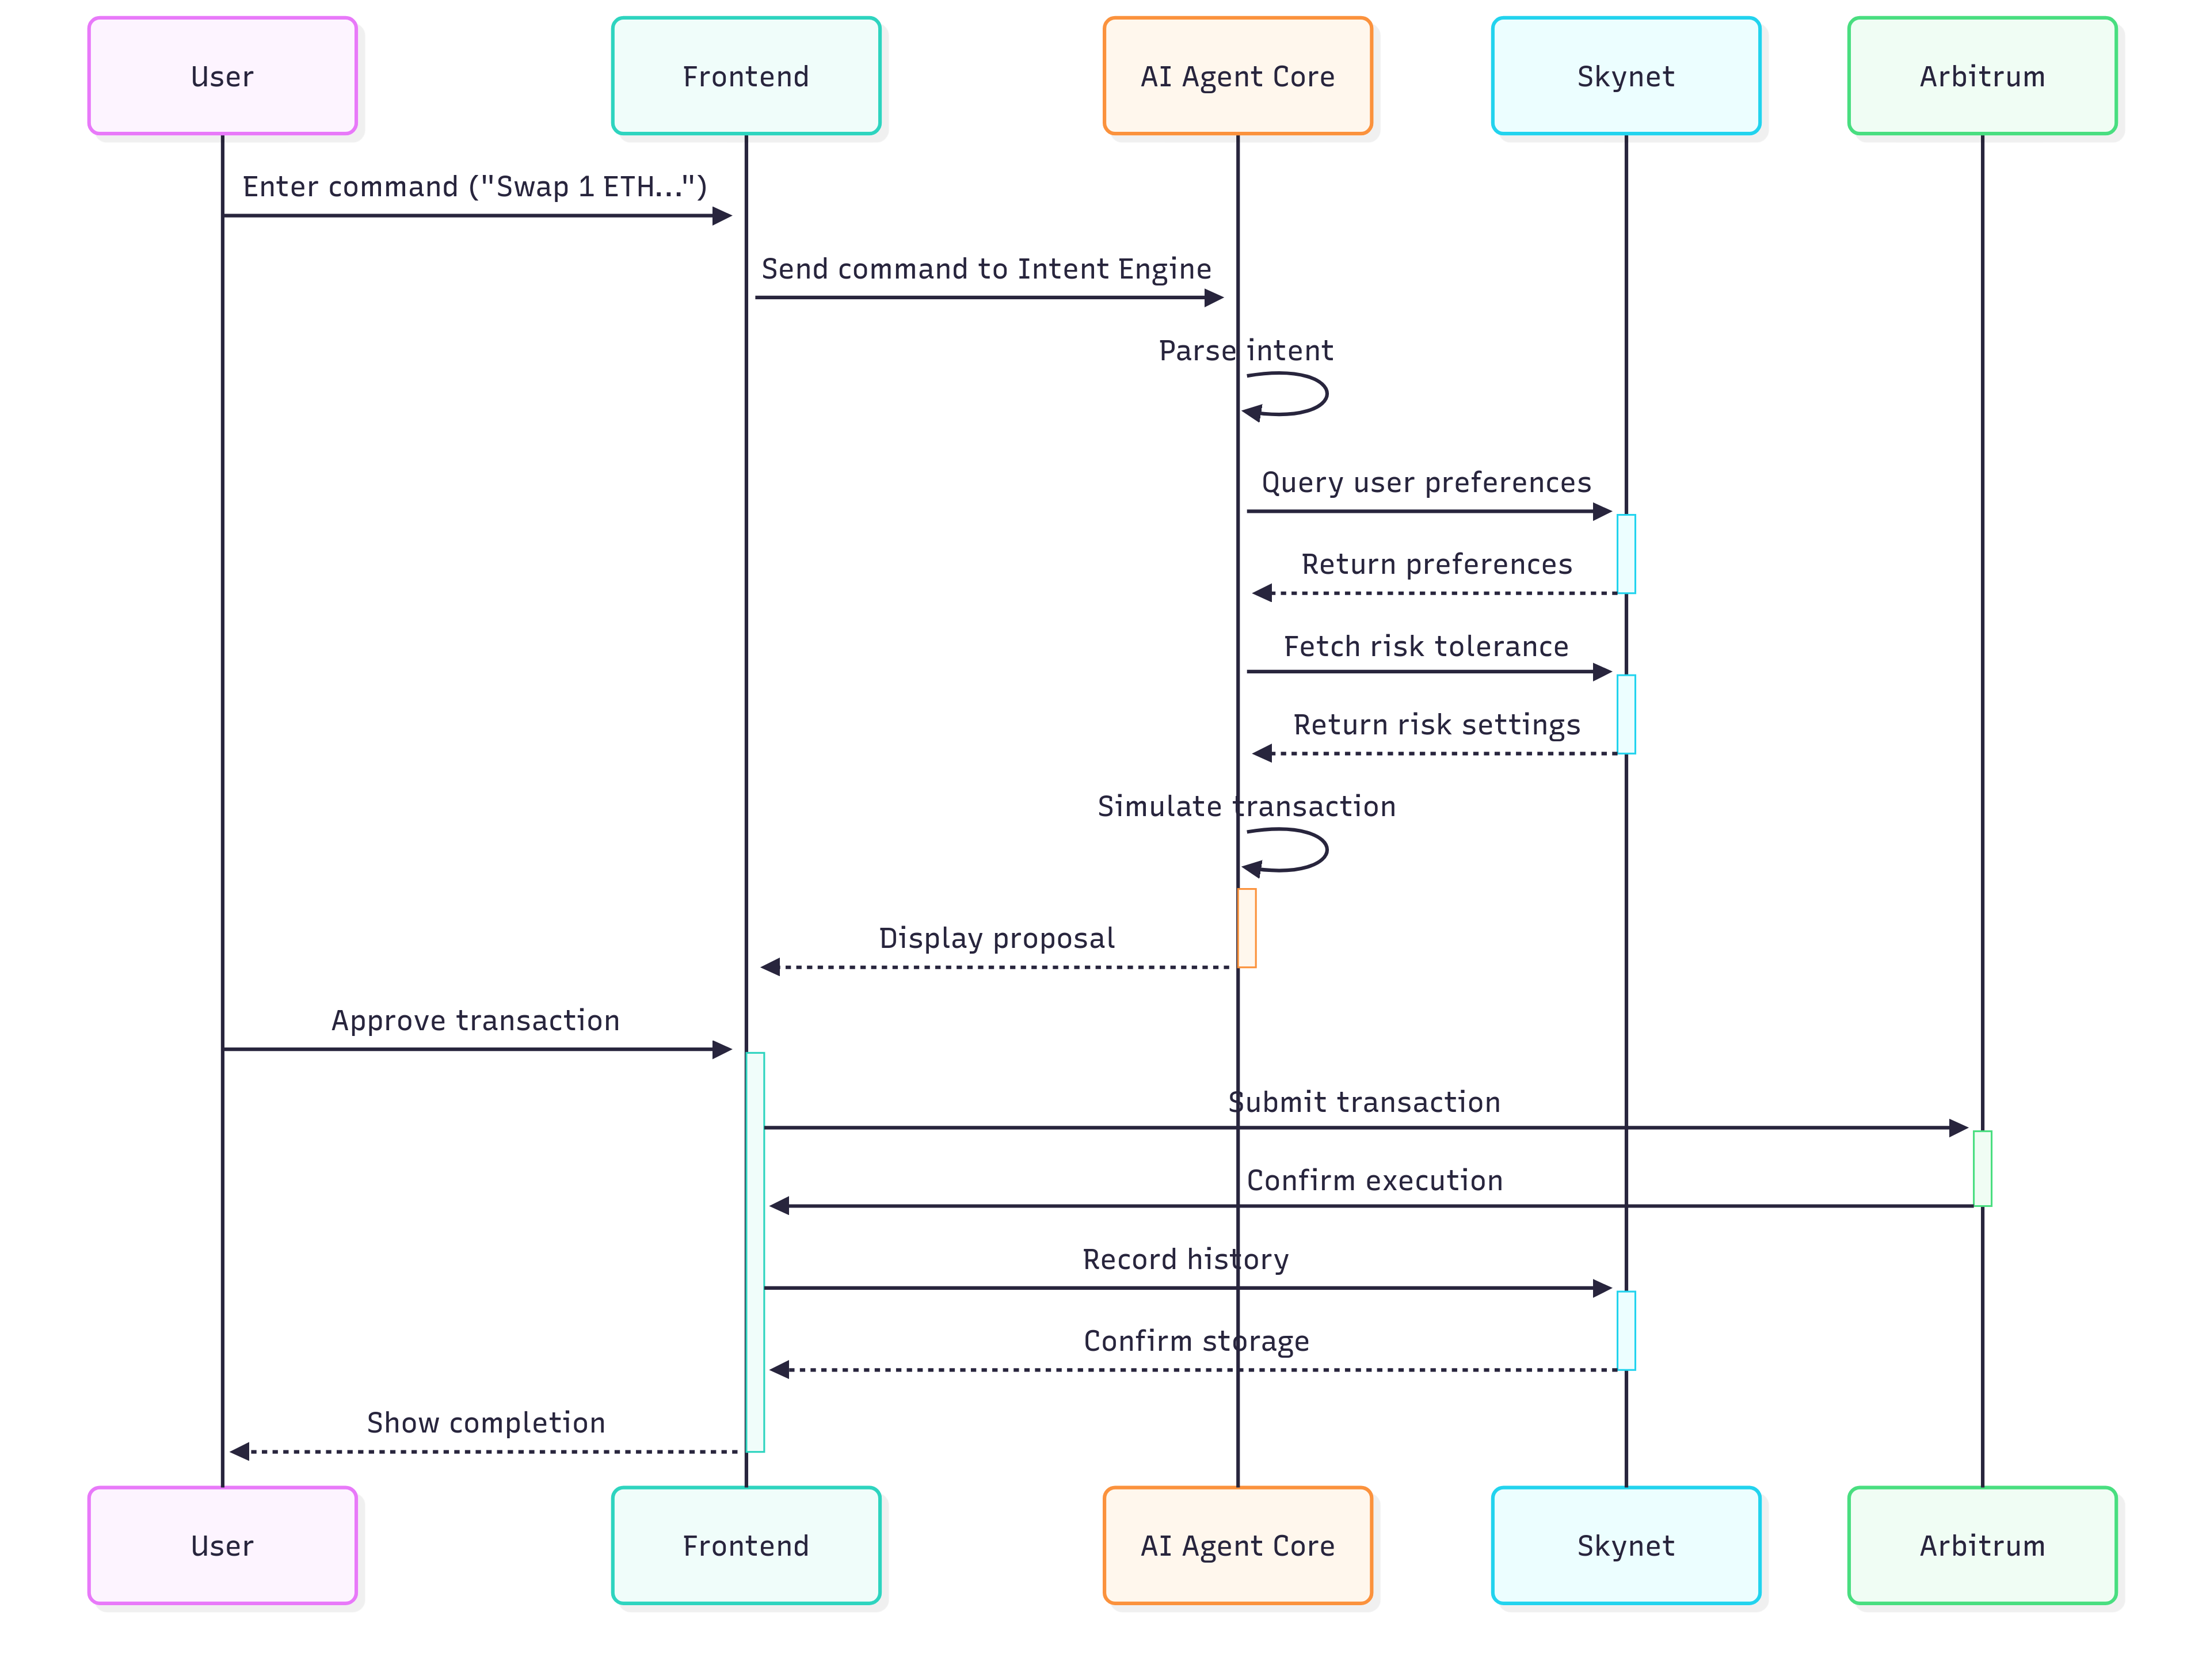 User
Frontend
AI Agent Core
Skynet
Arbitrum
Enter command ("Swap 1 ETH...")
Send command to Intent Engine
Parse intent
Query user preferences
Return preferences
Fetch risk tolerance
Return risk settings
Simulate transaction
Display proposal
Approve transaction
Submit transaction
Confirm execution
Record history
Confirm storage
Show completion
User
Frontend
AI Agent Core
Skynet
Arbitrum